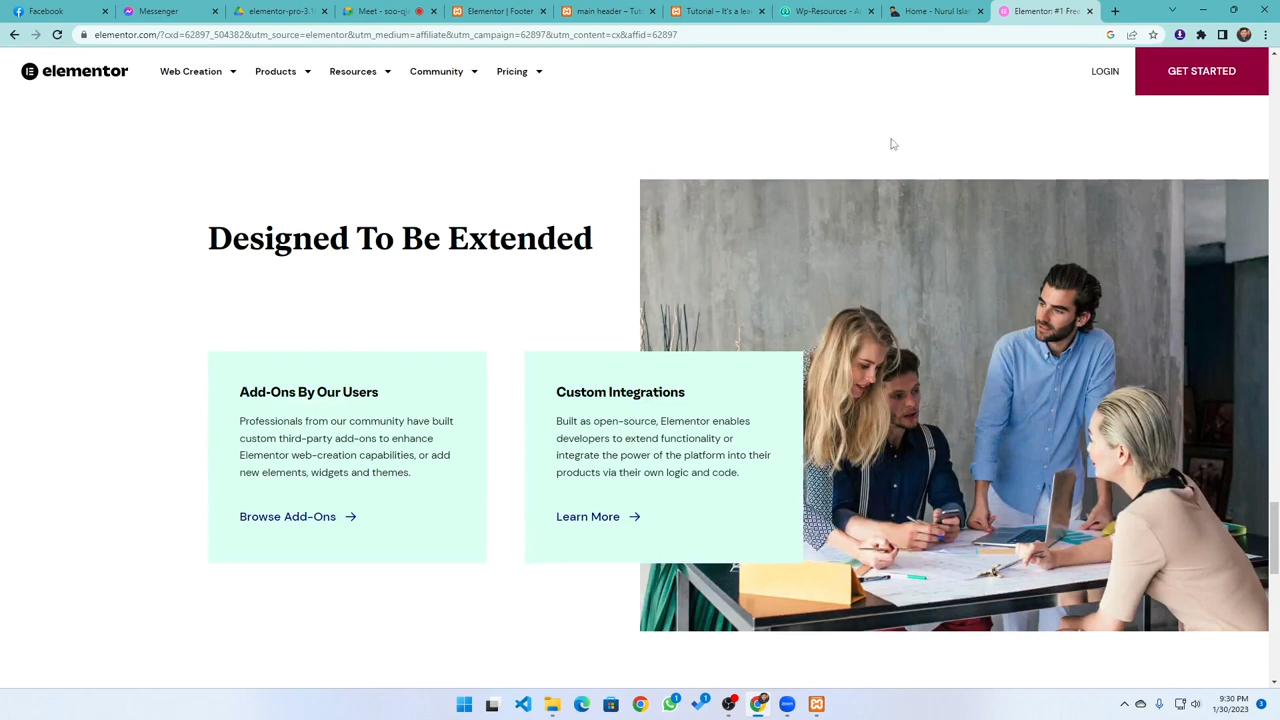 Facebook
Messenger
elementor-pro-3.1
Meet - soo-qi
Elementor | Footer
main header – Tut
Tutorial – It's a lea
Wp-Resources - A
Home - Nurul Islam
Elementor: #1 Free
elementor.com/?cxd=62897_504382&utm_source=elementor&utm_medium=affiliate&utm_campaign=62897&utm_content=cx&affid=62897
elementor
Web Creation
Products
Resources
Community
Pricing
LOGIN
GET STARTED
Designed To Be Extended
Add-Ons By Our Users
Professionals from our community have built
custom third-party add-ons to enhance
Elementor web-creation capabilities, or add
new elements, widgets and themes.
Browse Add-Ons
Custom Integrations
Built as open-source, Elementor enables
developers to extend functionality or
integrate the power of the platform into their
products via their own logic and code.
Learn More
9:30 PM
1/30/2023